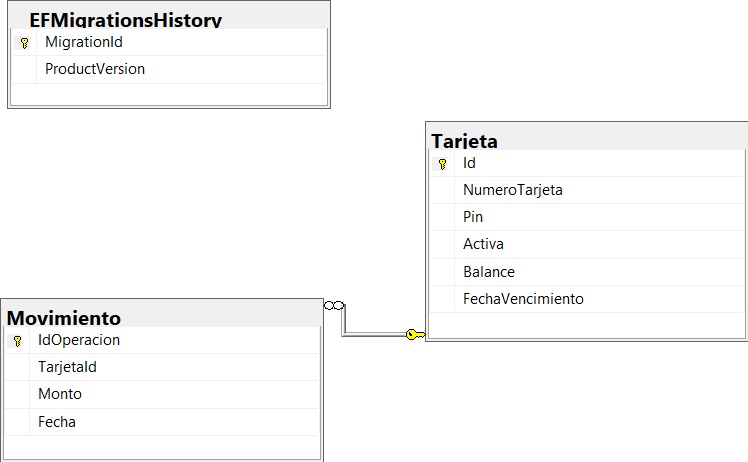 EFMigrationsHistory
MigrationId
ProductVersion
Tarjeta
Id
NumeroTarjeta
Pin
Activa
Balance
FechaVencimiento
Movimiento
IdOperacion
TarjetaId
Monto
Fecha